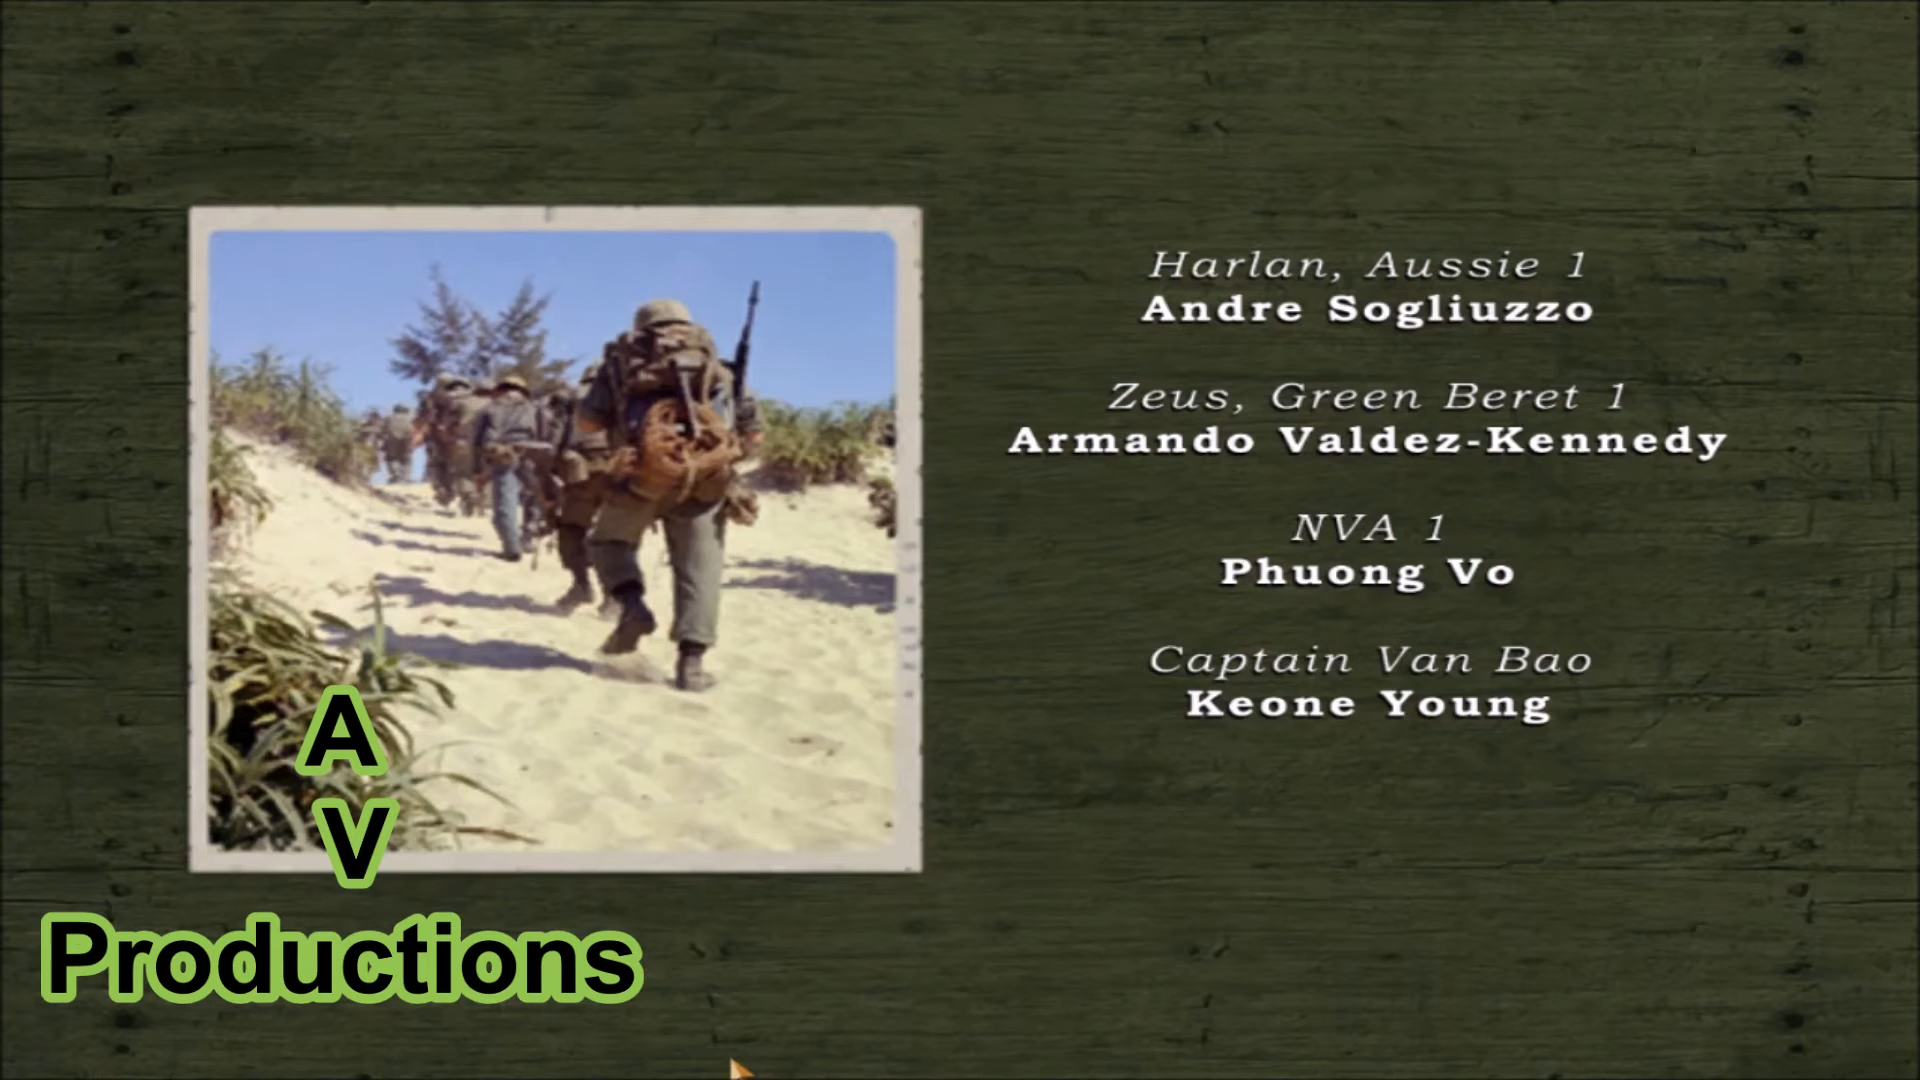 Harlan, Aussie 1
Andre Sogliuzzo
Zeus, Green Beret 1
Armando Valdez-Kennedy
NVA 1
Phuong Vo
Captain Van Bao
Keone Young
A
V
Productions